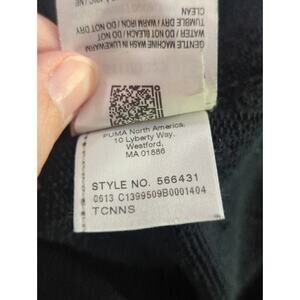 GENTLE MACHINE WASH IN LUKEWARM
WATER / DO NOT BLEACH / DO NOT
TUMBLE DRY / WARM IRON / DO NOT DRY
CLEAN
PUMA North America,
10 Lyberty Way,
Westford,
MA 01886
STYLE NO. 566431
0613 C1399509B0001404
TCNNS